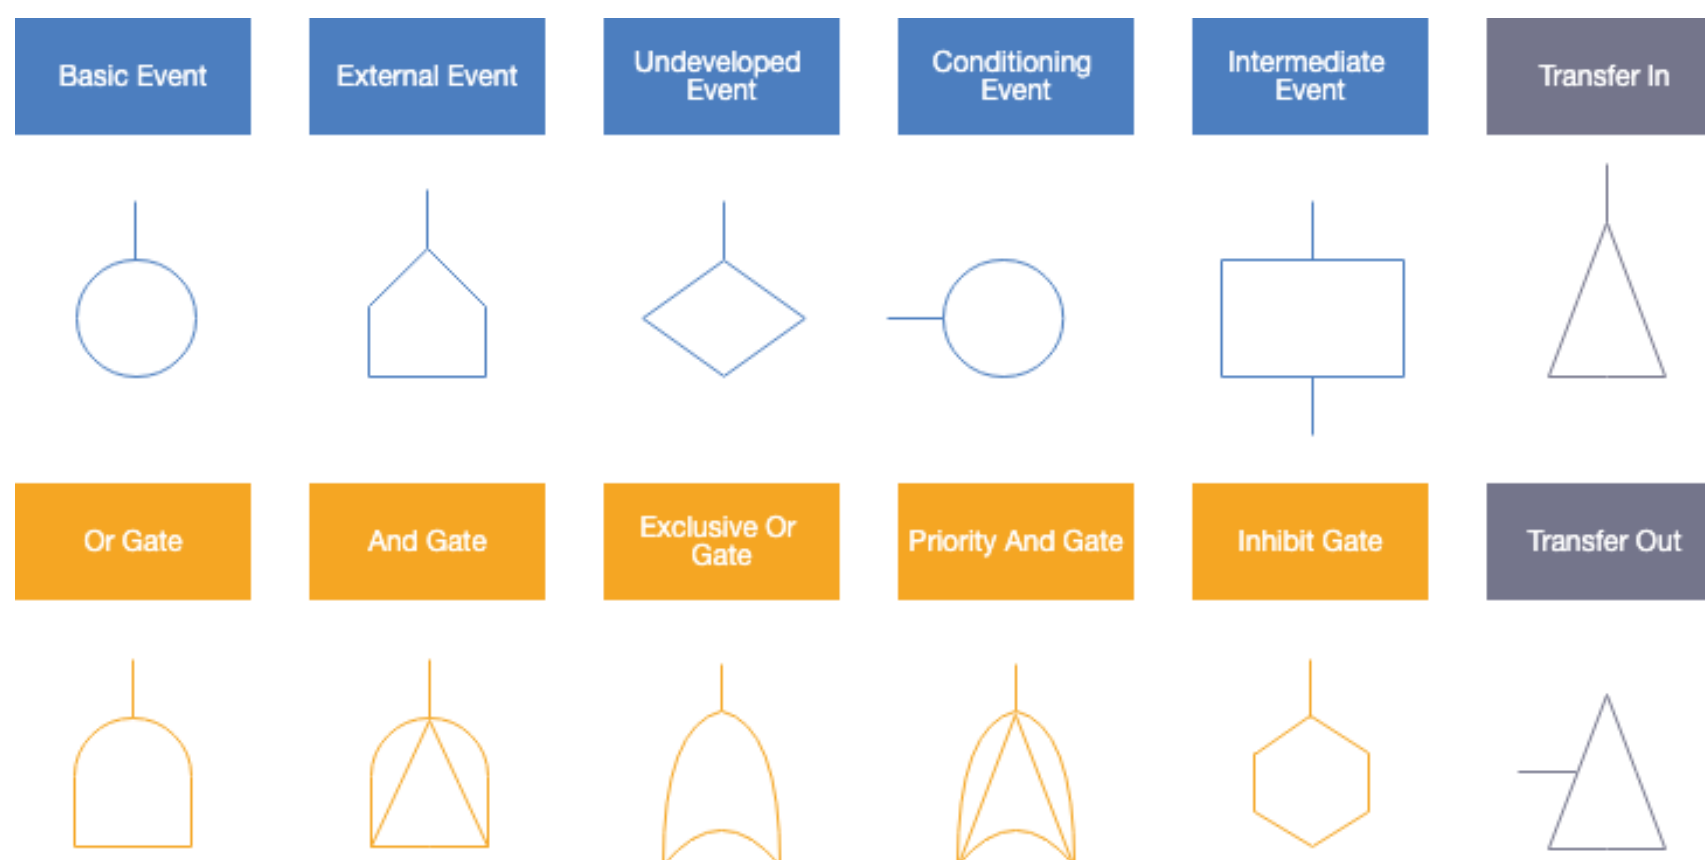 Basic Event
External Event
Undeveloped
Event
Conditioning
Event
Intermediate
Event
Transfer In
Or Gate
And Gate
Exclusive Or
Gate
Priority And Gate
Inhibit Gate
Transfer Out